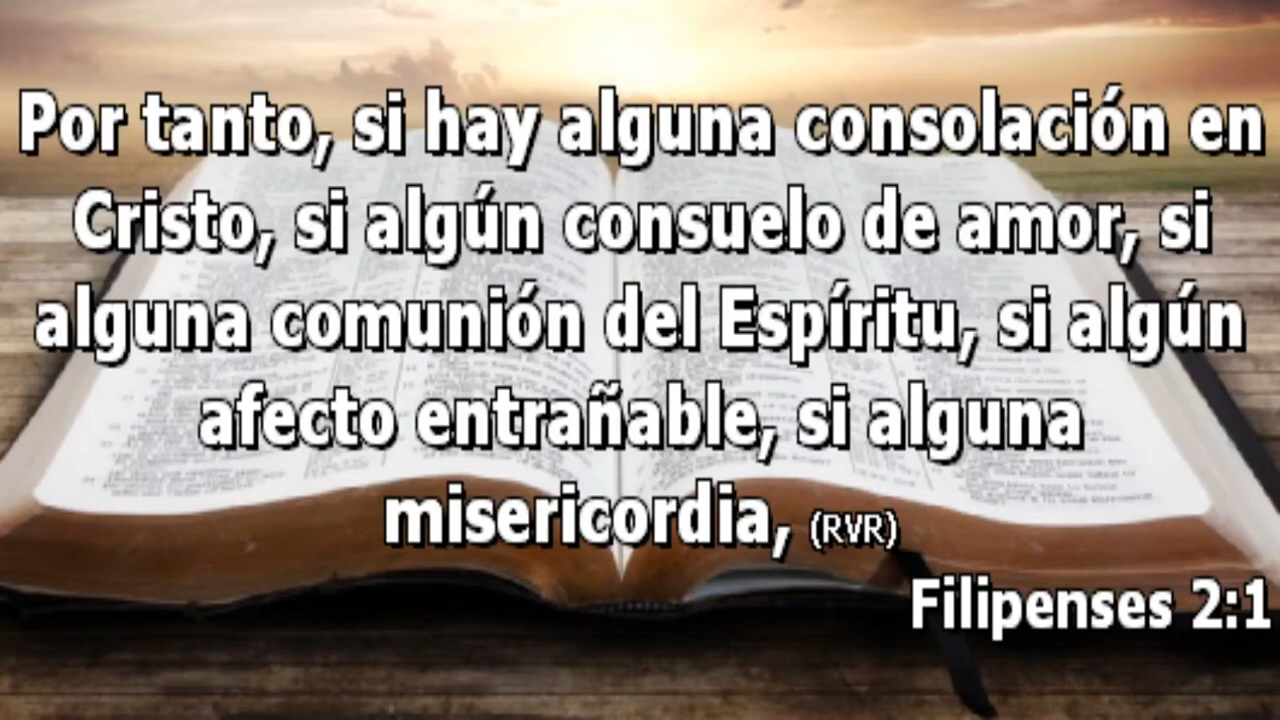 Por tanto, si hay alguna consolación en
Cristo, si algún consuelo de amor, si
alguna comunión del Espíritu, si algún
afecto entrañable, si alguna
misericordia, (RVR)
Filipenses 2:1